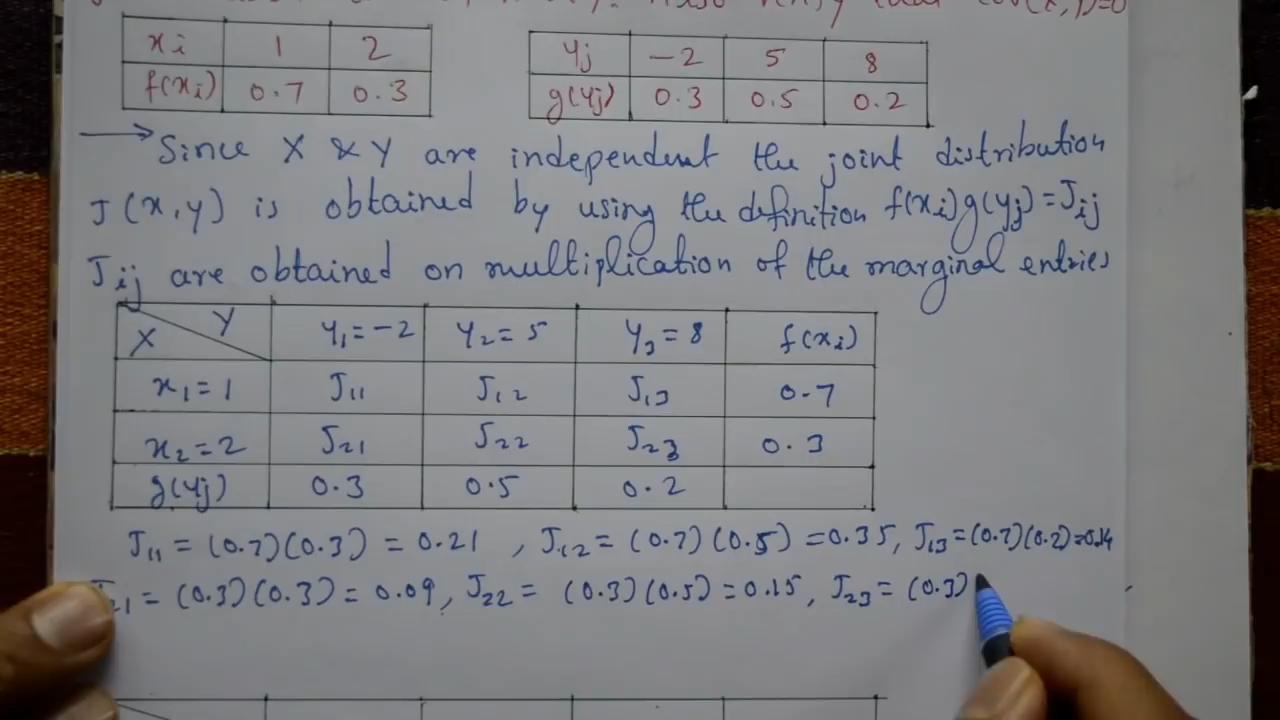 cov(x,y)=0
xi 1 2
f(xi) 0.7 0.3
yj -2 5 8
g(yj) 0.3 0.5 0.2
→ Since X & Y are independent the joint distribution
J(x,y) is obtained by using the definition f(xi)g(yj)=Jij
Jij are obtained on multiplication of the marginal entries
X Y Y1=-2 Y2=5 Y3=8 f(xi)
x1=1 J11 J12 J13 0.7
x2=2 J21 J22 J23 0.3
g(yj) 0.3 0.5 0.2
J11=(0.7)(0.3)=0.21 , J12=(0.7)(0.5)=0.35, J13=(0.7)(0.2)=0.14
21=(0.3)(0.3)=0.09, J22=(0.3)(0.5)=0.15, J23=(0.3)